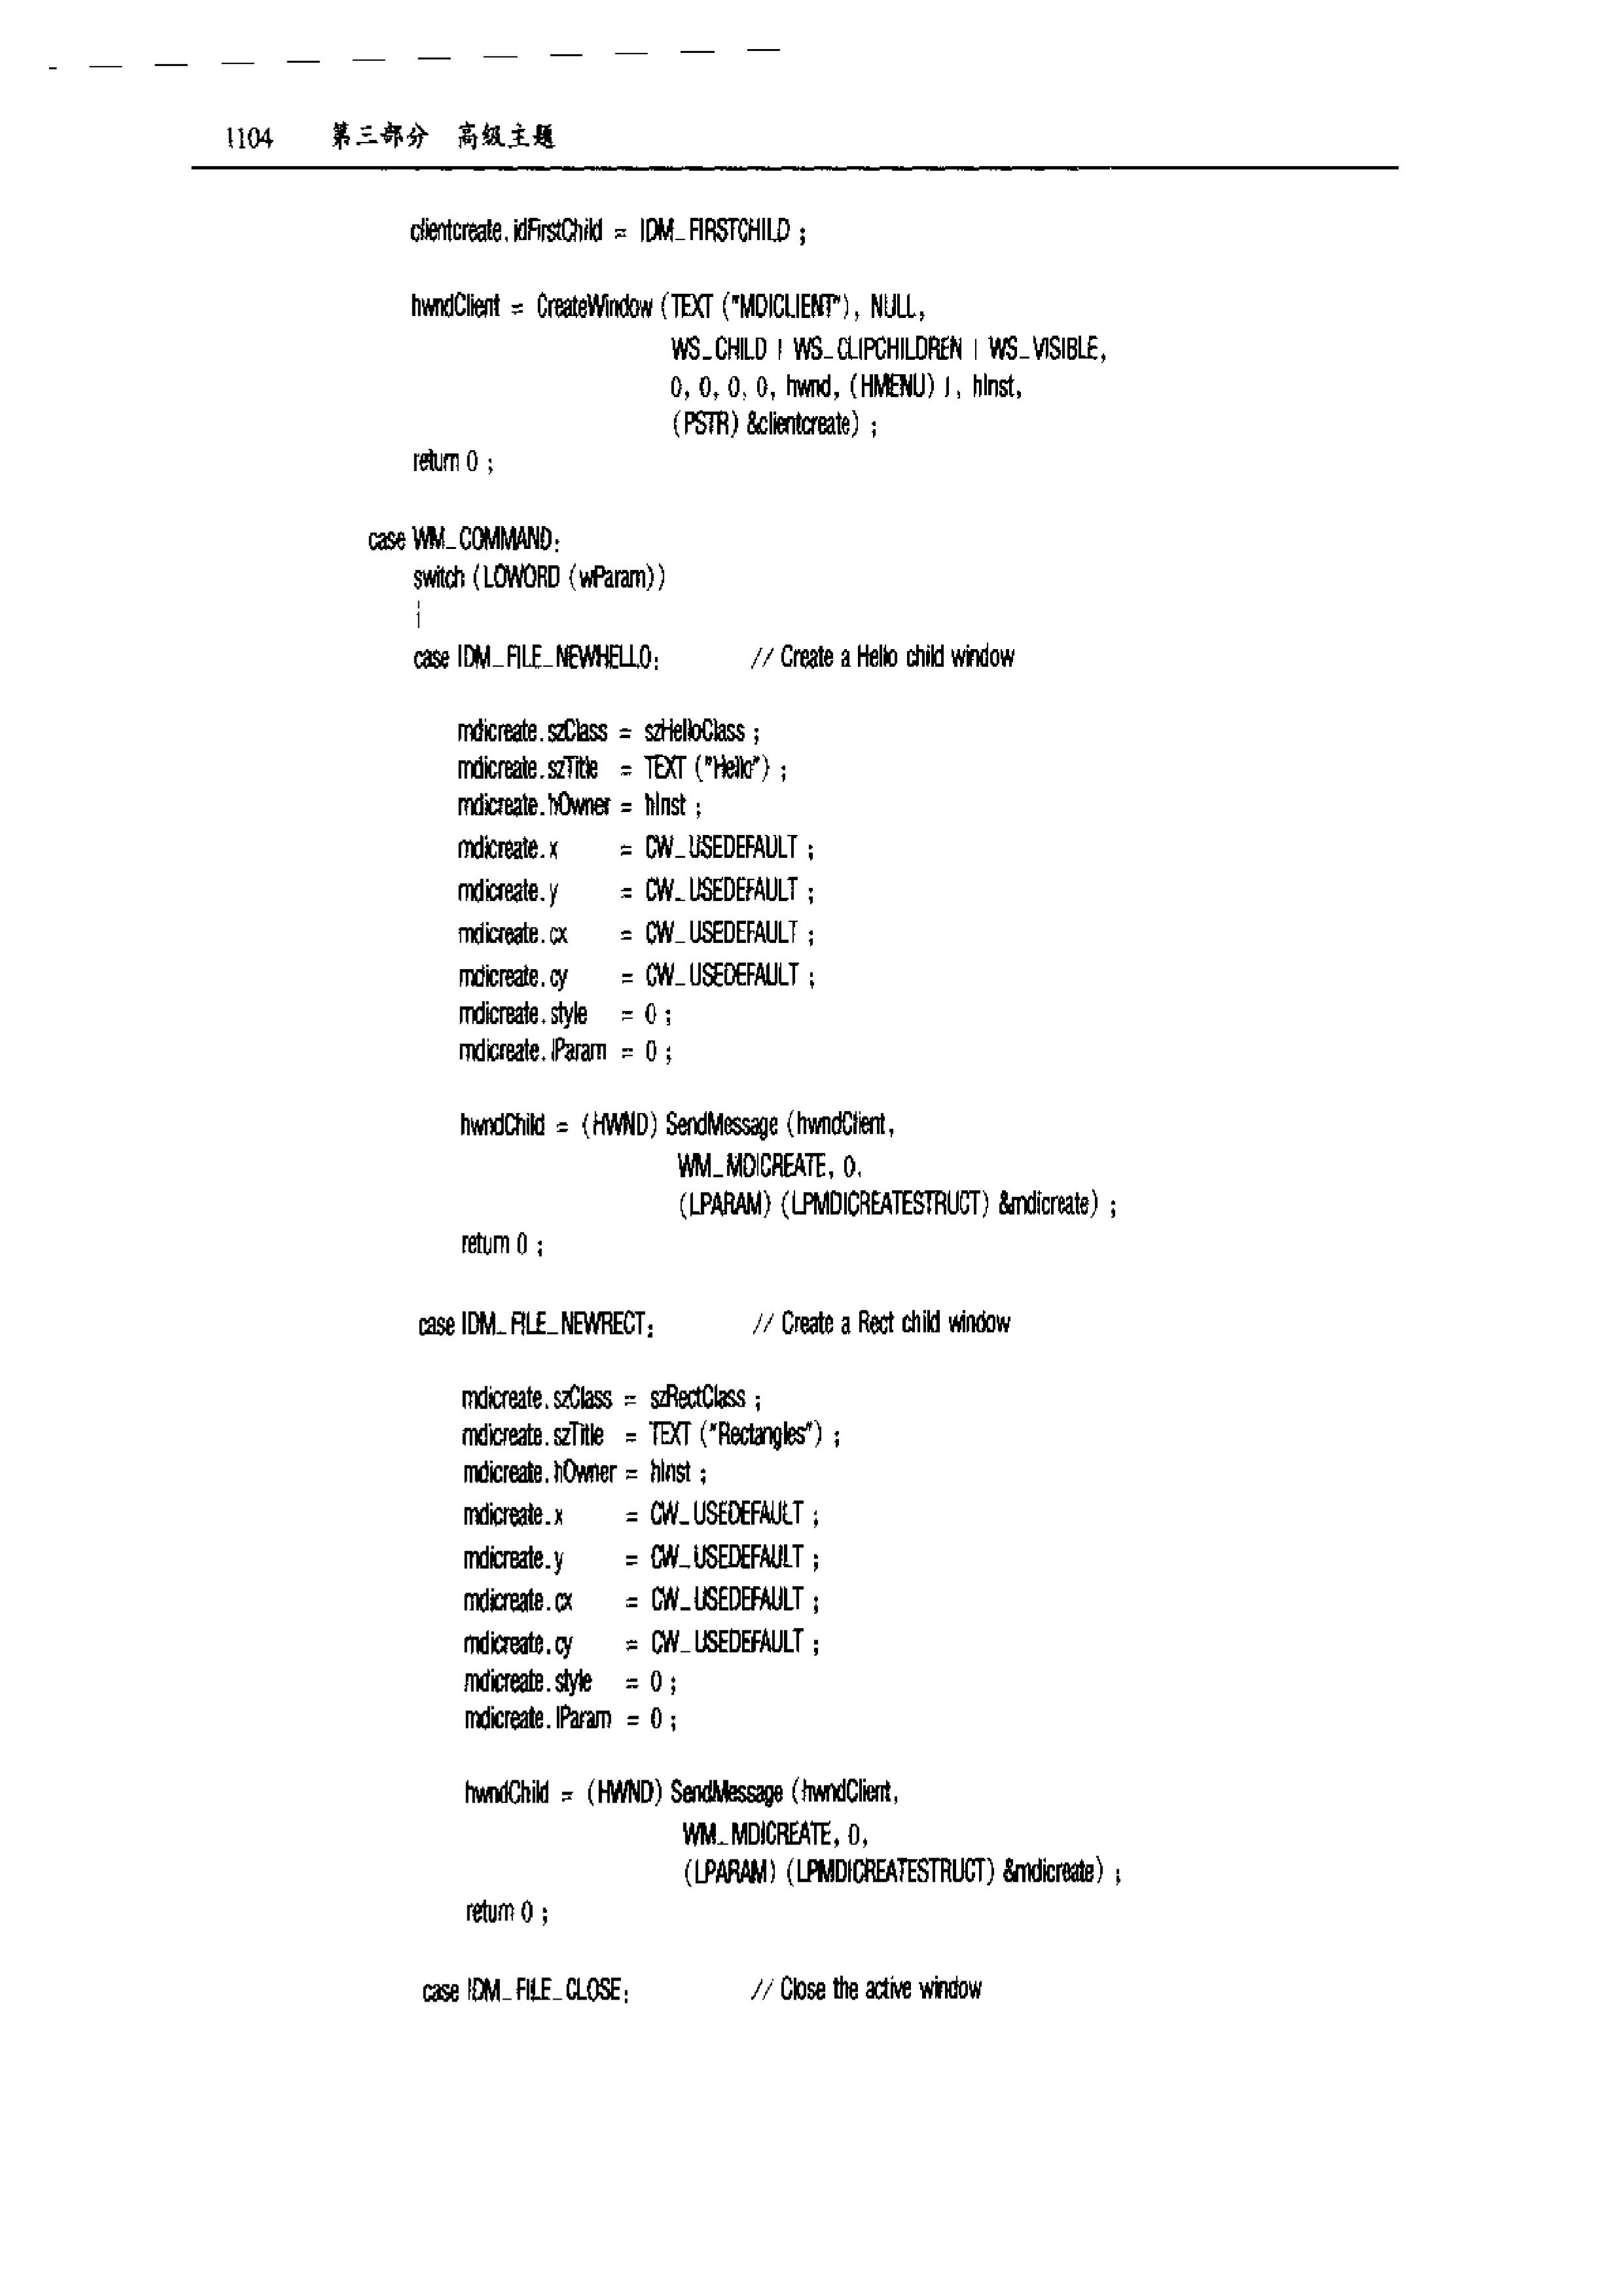 1104 第三部分 高级主题
clientcreate.idFirstChild = IDM_FIRSTCHILD ;
hwndClient = CreateWindow (TEXT ("MDICLIENT"), NULL,
WS_CHILD | WS_CLIPCHILDREN | WS_VISIBLE,
0, 0, 0, 0, hwnd, (HMENU) 1, hInst,
(PSTR) &clientcreate) ;
return 0 ;
case WM_COMMAND:
switch (LOWORD (wParam))
{
case IDM_FILE_NEWHELLO: // Create a Hello child window
mdicreate.szClass = szHelloClass ;
mdicreate.szTitle = TEXT ("Hello") ;
mdicreate.hOwner = hInst ;
mdicreate.x = CW_USEDEFAULT ;
mdicreate.y = CW_USEDEFAULT ;
mdicreate.cx = CW_USEDEFAULT ;
mdicreate.cy = CW_USEDEFAULT ;
mdicreate.style = 0 ;
mdicreate.lParam = 0 ;
hwndChild = (HWND) SendMessage (hwndClient,
WM_MDICREATE, 0,
(LPARAM) (LPMDICREATESTRUCT) &mdicreate) ;
return 0 ;
case IDM_FILE_NEWRECT: // Create a Rect child window
mdicreate.szClass = szRectClass ;
mdicreate.szTitle = TEXT ("Rectangles") ;
mdicreate.hOwner = hInst ;
mdicreate.x = CW_USEDEFAULT ;
mdicreate.y = CW_USEDEFAULT ;
mdicreate.cx = CW_USEDEFAULT ;
mdicreate.cy = CW_USEDEFAULT ;
mdicreate.style = 0 ;
mdicreate.lParam = 0 ;
hwndChild = (HWND) SendMessage (hwndClient,
WM_MDICREATE, 0,
(LPARAM) (LPMDICREATESTRUCT) &mdicreate) ;
return 0 ;
case IDM_FILE_CLOSE: // Close the active window